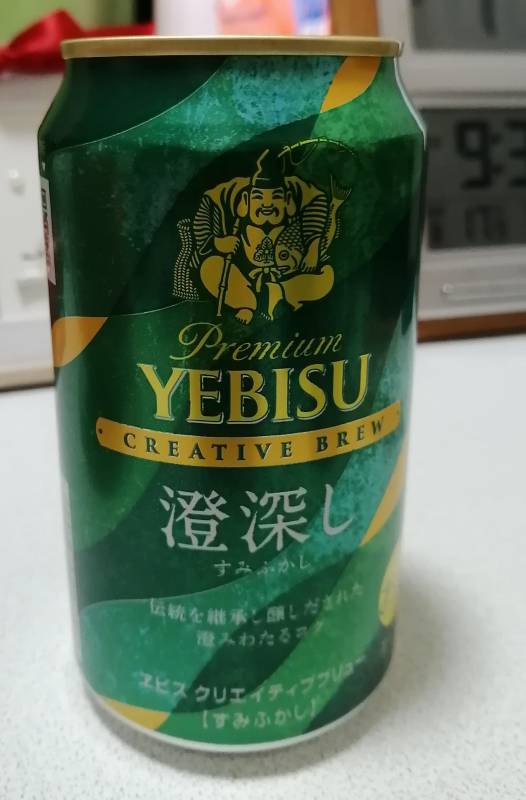 Premium
YEBISU
CREATIVE BREW
澄深し
すみふかし
伝統を継承し醸しだされた
澄みわたるコク
ヱビス クリエイティブブリュー
【すみふかし】
9:3